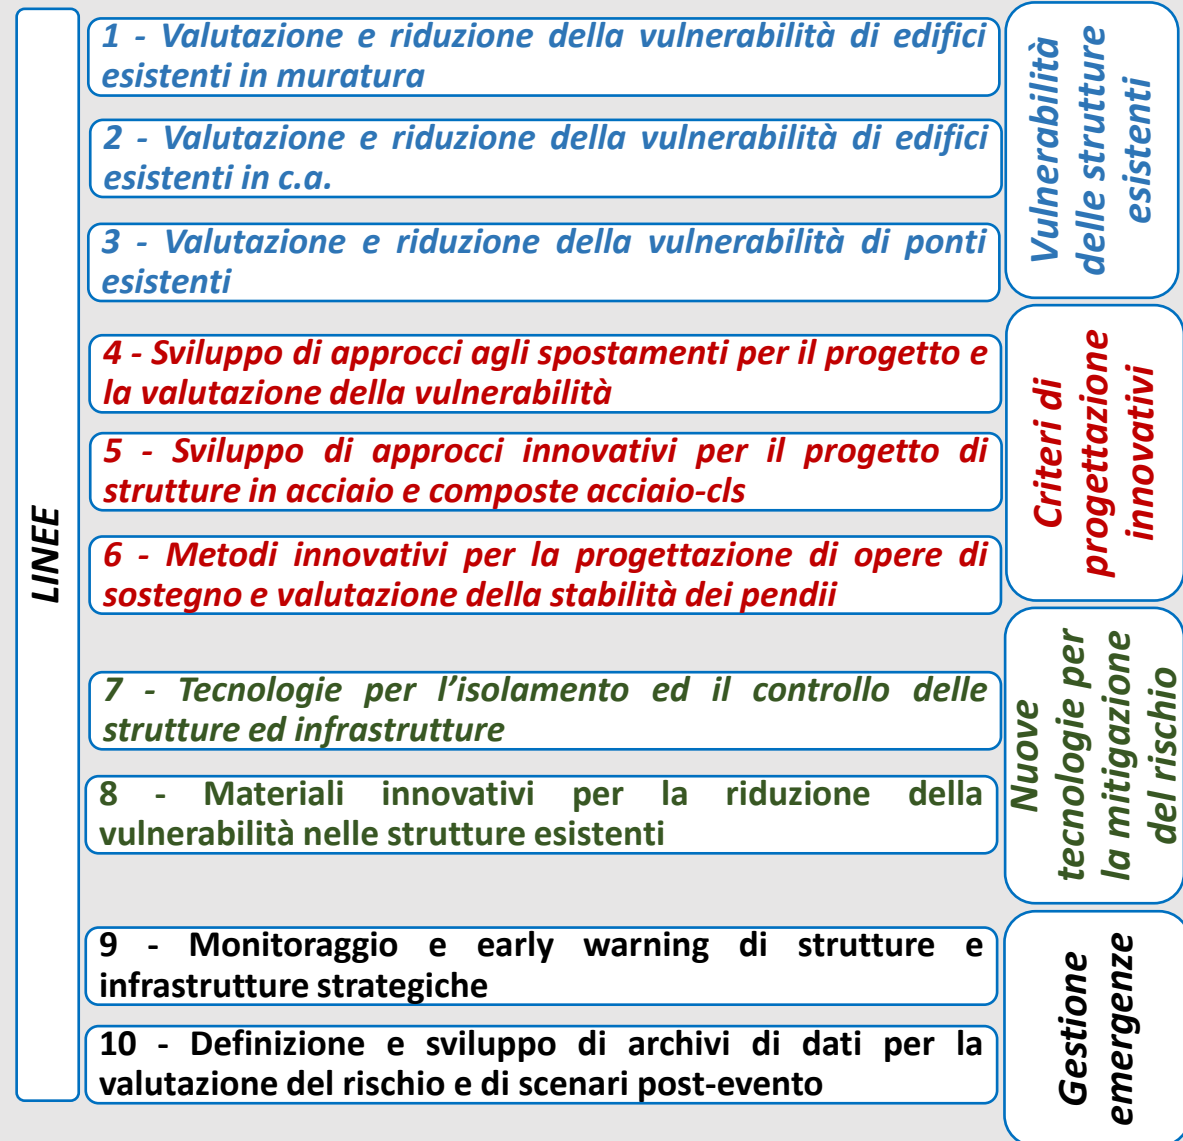 LINEE
1 - Valutazione e riduzione della vulnerabilità di edifici
esistenti in muratura
2 - Valutazione e riduzione della vulnerabilità di edifici
esistenti in c.a.
3 - Valutazione e riduzione della vulnerabilità di ponti
esistenti
Vulnerabilità
delle strutture
esistenti
4 - Sviluppo di approcci agli spostamenti per il progetto e
la valutazione della vulnerabilità
5 - Sviluppo di approcci innovativi per il progetto di
strutture in acciaio e composte acciaio-cls
6 - Metodi innovativi per la progettazione di opere di
sostegno e valutazione della stabilità dei pendii
Criteri di
progettazione
innovativi
7 - Tecnologie per l’isolamento ed il controllo delle
strutture ed infrastrutture
8 - Materiali innovativi per la riduzione della
vulnerabilità nelle strutture esistenti
Nuove
tecnologie per
la mitigazione
del rischio
9 - Monitoraggio e early warning di strutture e
infrastrutture strategiche
10 - Definizione e sviluppo di archivi di dati per la
valutazione del rischio e di scenari post-evento
Gestione
emergenze